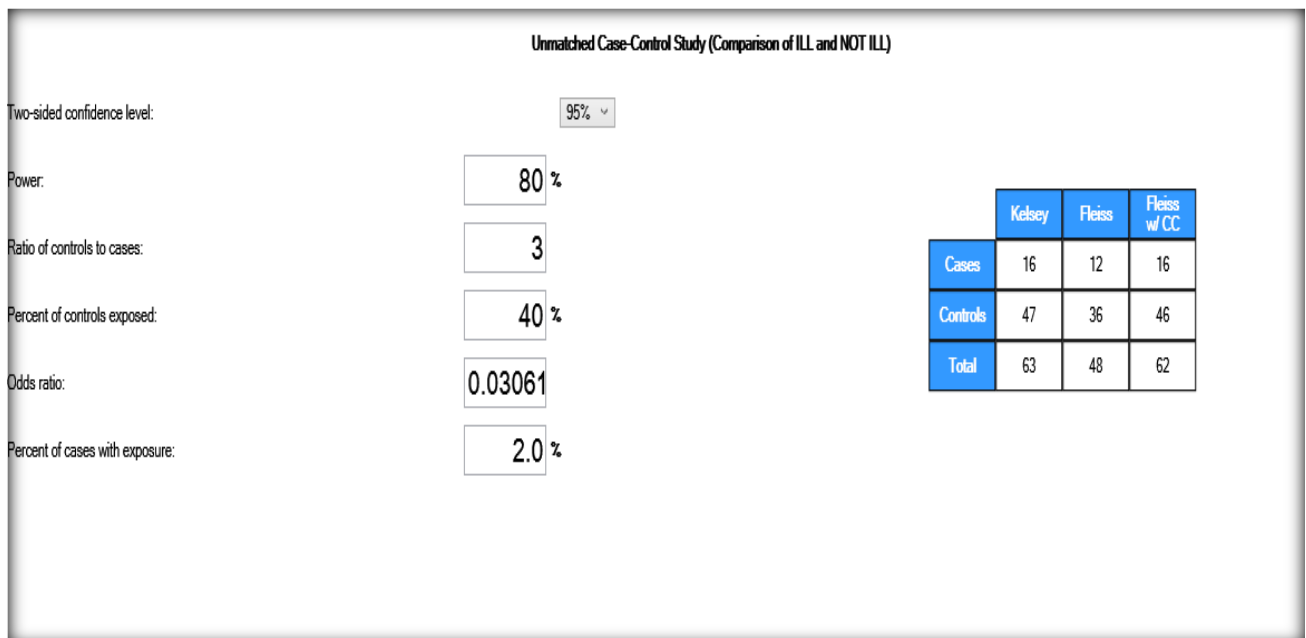 Unmatched Case-Control Study (Comparison of ILL and NOT ILL)
Two-sided confidence level: 95%
Power: 80 %
Ratio of controls to cases: 3
Percent of controls exposed: 40 %
Odds ratio: 0.03061
Percent of cases with exposure: 2.0 %
Kelsey Fleiss Fleiss w/ CC
Cases 16 12 16
Controls 47 36 46
Total 63 48 62